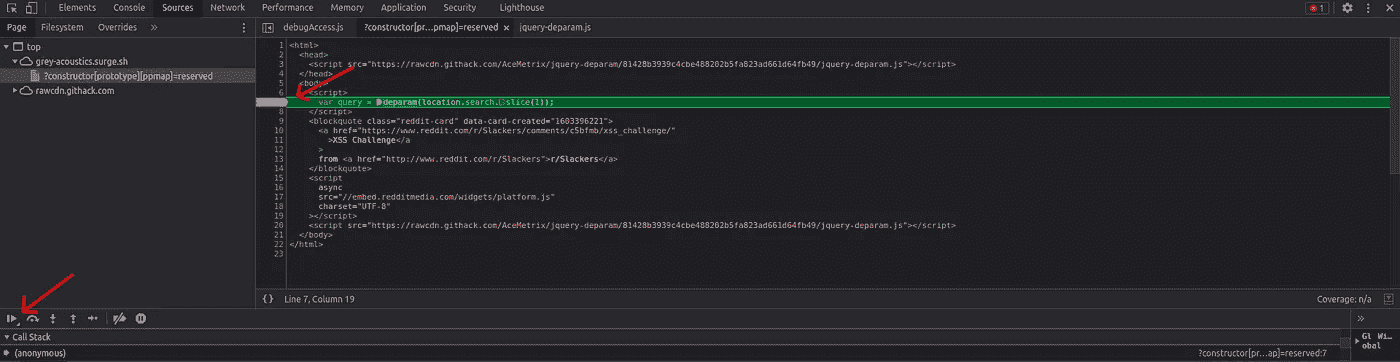 Elements Console Sources Network Performance Memory Application Security Lighthouse 1
Page Filesystem Overrides » debugAccess.js ?constructor[pr…pmap]=reserved × jquery-deparam.js
top
grey-acoustics.surge.sh
?constructor[prototype][ppmap]=reserved
rawcdn.githack.com
1 <html>
2 <head>
3 <script src="https://rawcdn.githack.com/AceMetrix/jquery-deparam/81428b3939c4cbe488202b5fa823ad661d64fb49/jquery-deparam.js"></script>
4 </head>
5 <body>
6 <script>
var query = deparam(location.search.slice(1));
8 </script>
9 <blockquote class="reddit-card" data-card-created="1603396221">
10 <a href="https://www.reddit.com/r/Slackers/comments/c5bfmb/xss_challenge/"
11 >XSS Challenge</a
12 >
13 from <a href="http://www.reddit.com/r/Slackers">r/Slackers</a>
14 </blockquote>
15 <script
16 async
17 src="//embed.redditmedia.com/widgets/platform.js"
18 charset="UTF-8"
19 ></script>
20 <script src="https://rawcdn.githack.com/AceMetrix/jquery-deparam/81428b3939c4cbe488202b5fa823ad661d64fb49/jquery-deparam.js"></script>
21 </body>
22 </html>
23
{} Line 7, Column 19 Coverage: n/a
»
Call Stack Gl Wi…
obal
(anonymous) ?constructor[pr…ap]=reserved:7